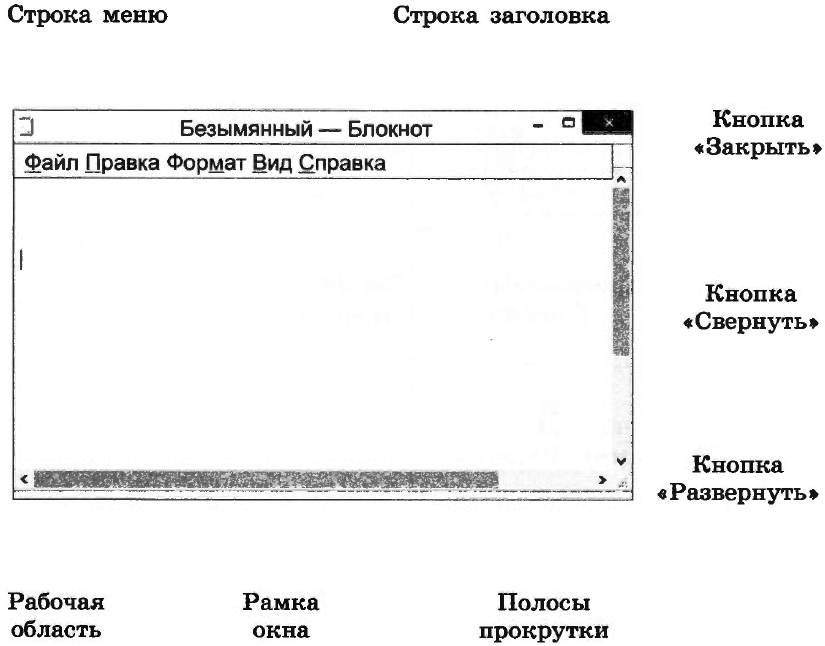 Строка меню
Строка заголовка
Безымянный — Блокнот
Файл Правка Формат Вид Справка
Кнопка
«Закрыть»
Кнопка
«Свернуть»
Кнопка
«Развернуть»
Рабочая
область
Рамка
окна
Полосы
прокрутки